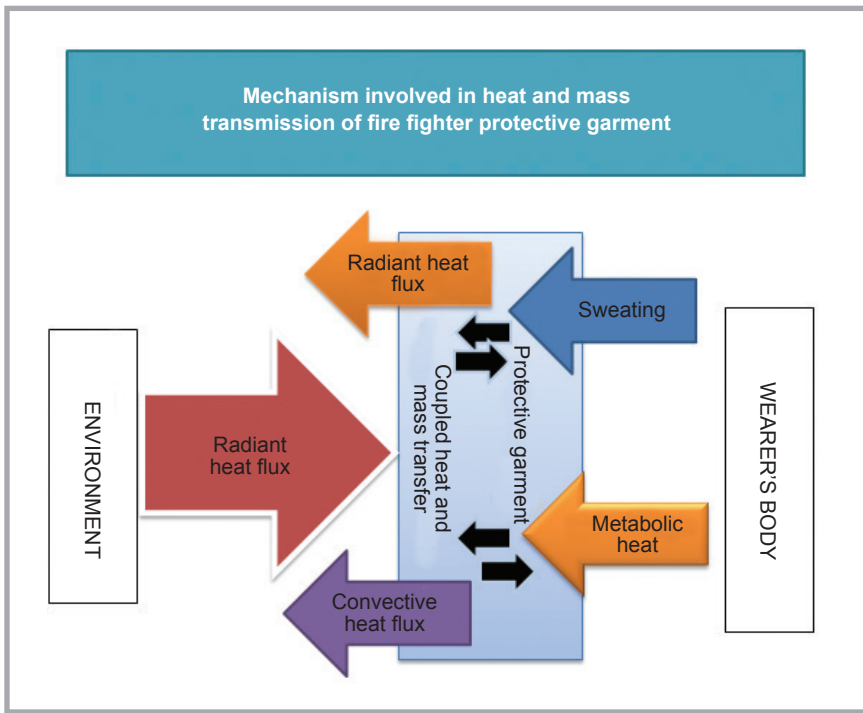 Mechanism involved in heat and mass
transmission of fire fighter protective garment
Radiant heat
flux
Sweating
ENVIRONMENT
Radiant
heat flux
Coupled heat and
mass transfer
Protective garment
Metabolic
heat
WEARER'S BODY
Convective
heat flux